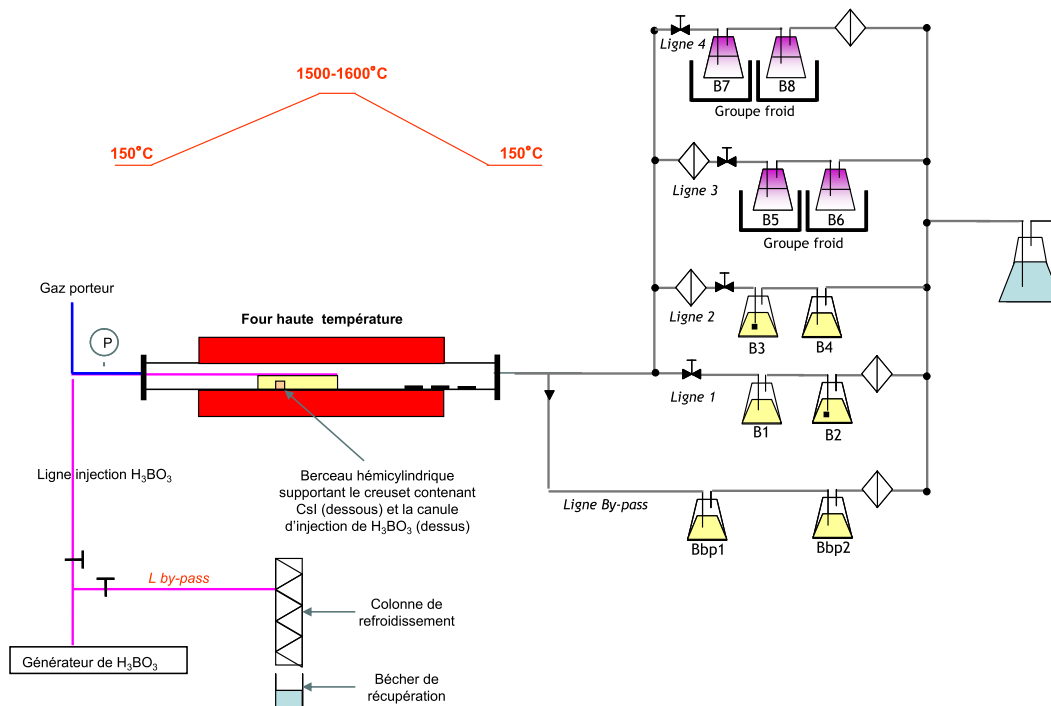 Ligne 4
B7
B8
Groupe froid
1500-1600°C
150°C
150°C
Ligne 3
B5
B6
Groupe froid
Gaz porteur
P
Four haute température
Ligne 2
B3
B4
Ligne 1
B1
B2
Ligne injection H₃BO₃
Berceau hémicylindrique
supportant le creuset contenant
CsI (dessous) et la canule
d'injection de H₃BO₃ (dessus)
Ligne By-pass
Bbp1
Bbp2
L by-pass
Colonne de
refroidissement
Générateur de H₃BO₃
Bécher de
récupération